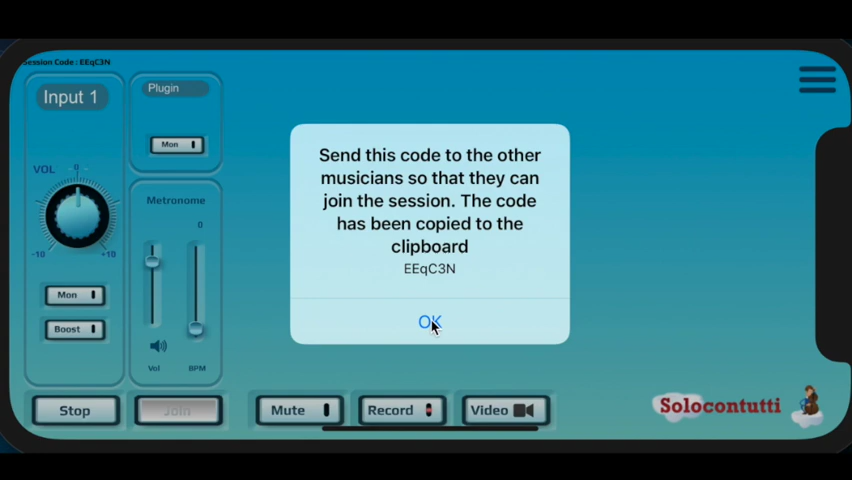 Session Code : EEqC3N
Input 1
Plugin
Mon
VOL
0
-10
+10
Mon
Boost
Metronome
0
Vol
BPM
Send this code to the other
musicians so that they can
join the session. The code
has been copied to the
clipboard
EEqC3N
OK
Stop
Join
Mute
Record
Video
Solocontutti